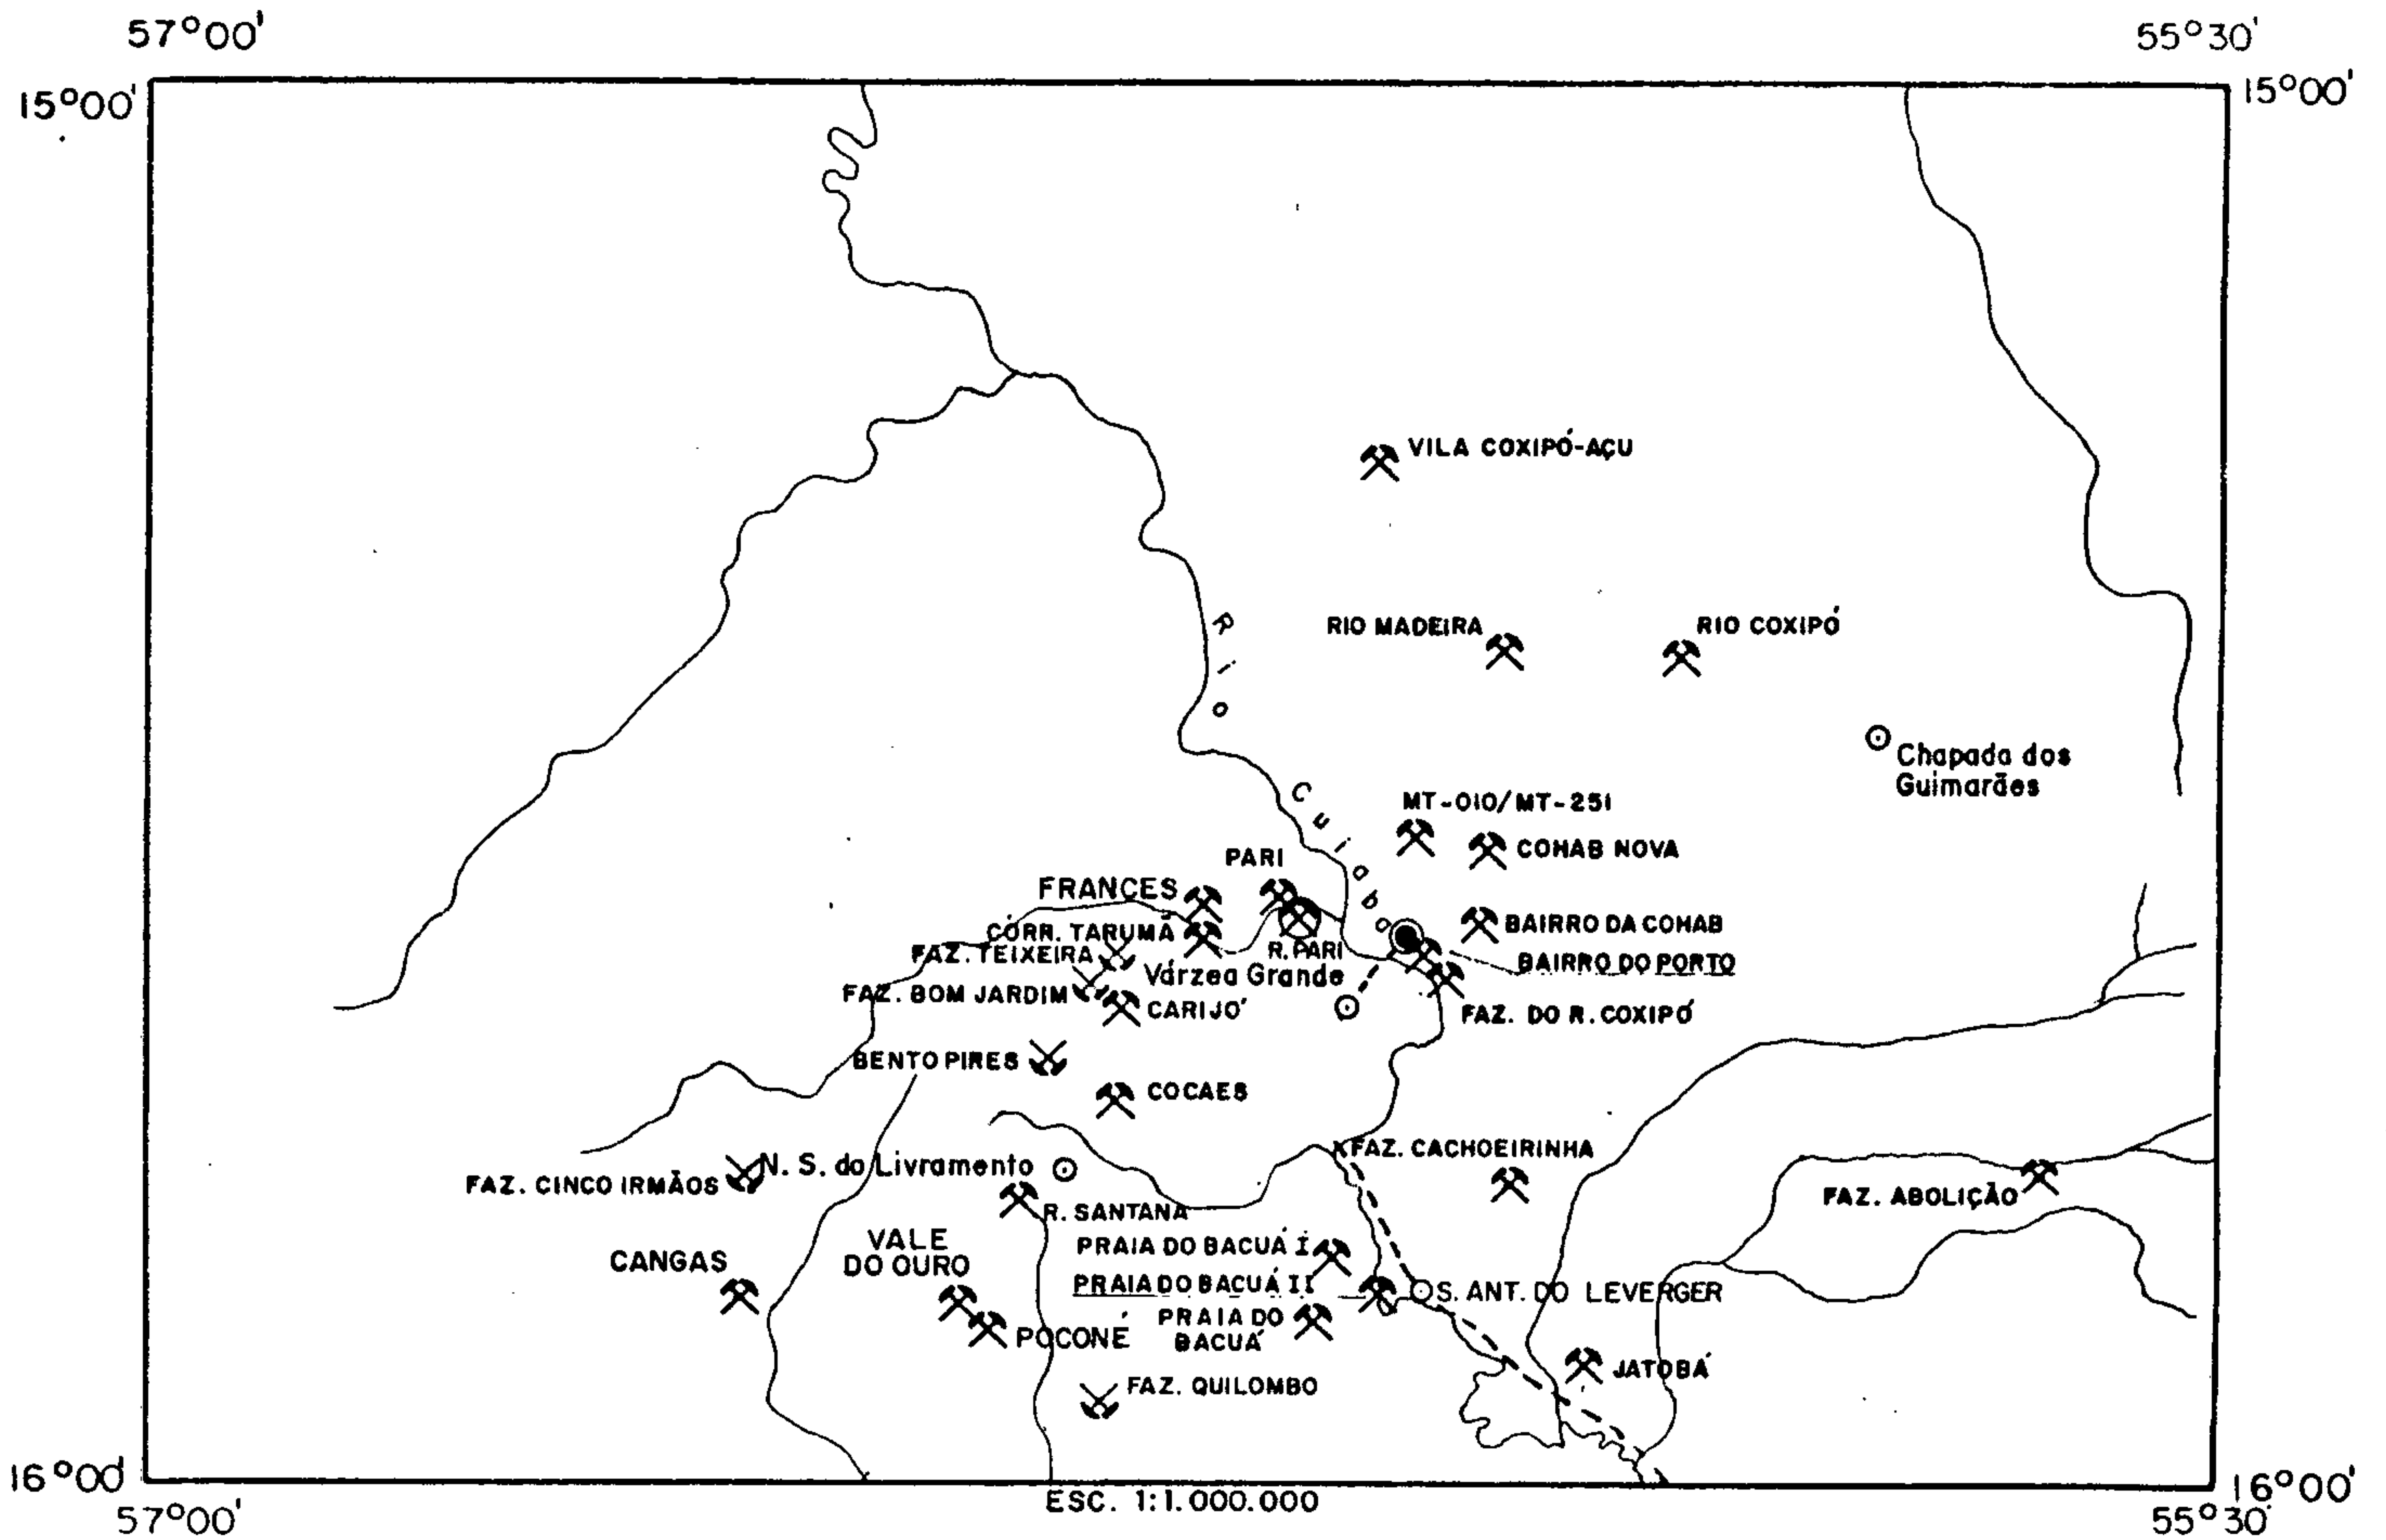 57°00'
55°30'
15°00'
15°00'
VILA COXIPÓ-AÇU
Rio Cuiabá
RIO MADEIRA
RIO COXIPÓ
Chapada dos
Guimarães
MT-010/MT-251
COHAB NOVA
PARI
FRANCES
BAIRRO DA COHAB
CÓRR. TARUMÃ
FAZ. TEIXEIRA
R. PARI
BAIRRO DO PORTO
Várzea Grande
FAZ. BOM JARDIM
CARIJÓ
FAZ. DO R. COXIPÓ
BENTO PIRES
COCAES
FAZ. CACHOEIRINHA
N. S. do Livramento
FAZ. CINCO IRMÃOS
FAZ. ABOLIÇÃO
R. SANTANA
VALE
DO OURO
CANGAS
PRAIA DO BACUÁ I
PRAIA DO BACUÁ II
S. ANT. DO LEVERGER
PRAIA DO
BACUÁ
POCONÉ
JATOBÁ
FAZ. QUILOMBO
16°00'
16°00'
57°00'
ESC. 1:1.000.000
55°30'